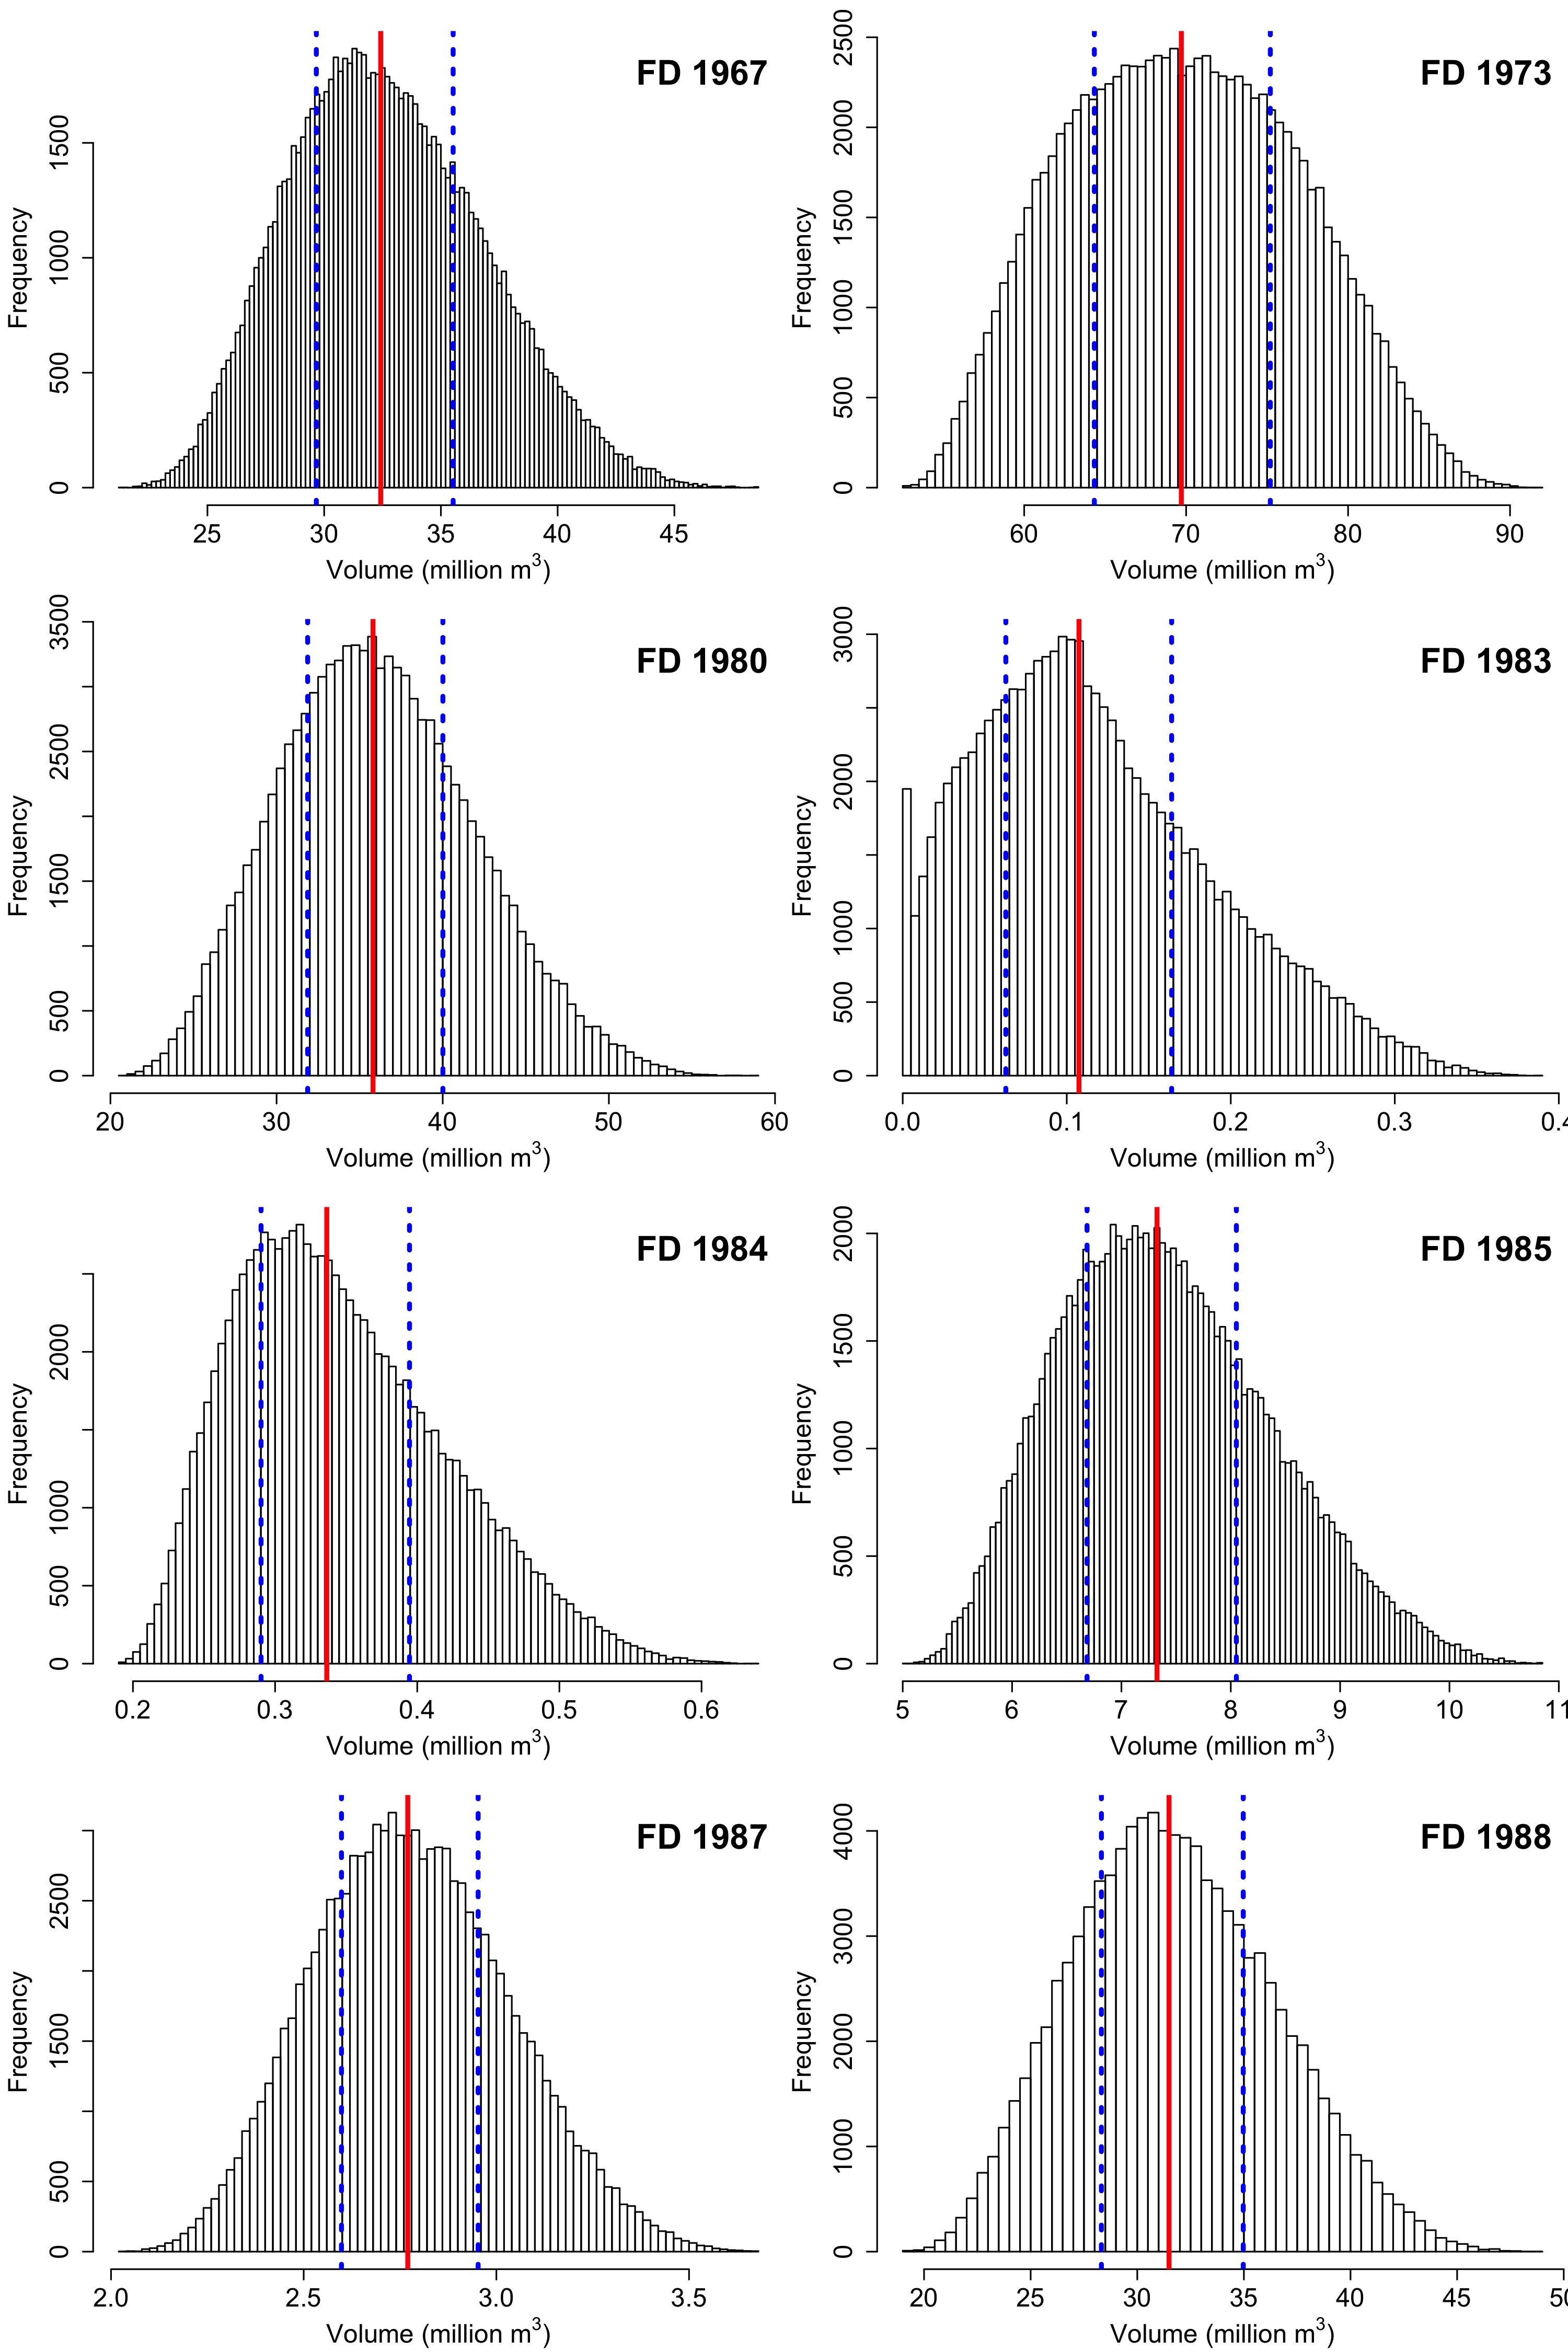 FD 1967
Frequency
0 500 1000 1500
25 30 35 40 45
Volume (million m³)
FD 1973
Frequency
0 500 1000 1500 2000 2500
60 70 80 90
Volume (million m³)
FD 1980
Frequency
0 500 1500 2500 3500
20 30 40 50 60
Volume (million m³)
FD 1983
Frequency
0 500 1000 2000 3000
0.0 0.1 0.2 0.3 0.4
Volume (million m³)
FD 1984
Frequency
0 500 1000 2000
0.2 0.3 0.4 0.5 0.6
Volume (million m³)
FD 1985
Frequency
0 500 1000 1500 2000
5 6 7 8 9 10 11
Volume (million m³)
FD 1987
Frequency
0 500 1500 2500
2.0 2.5 3.0 3.5
Volume (million m³)
FD 1988
Frequency
0 1000 2000 3000 4000
20 25 30 35 40 45 50
Volume (million m³)